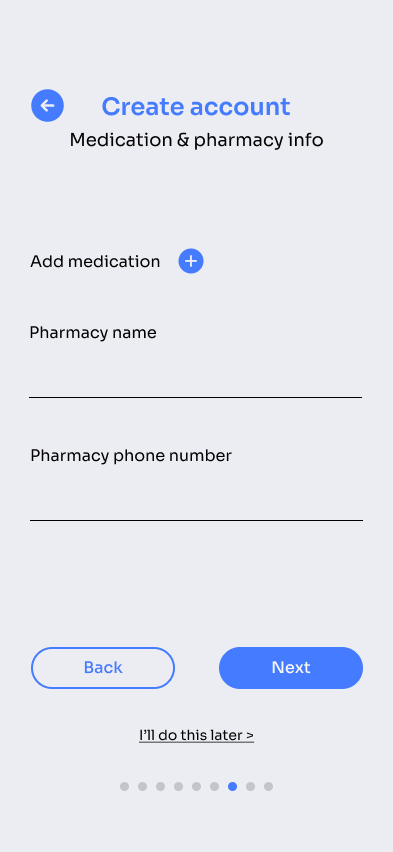 Create account
Medication & pharmacy info
Add medication
Pharmacy name
Pharmacy phone number
Back
Next
I’ll do this later >